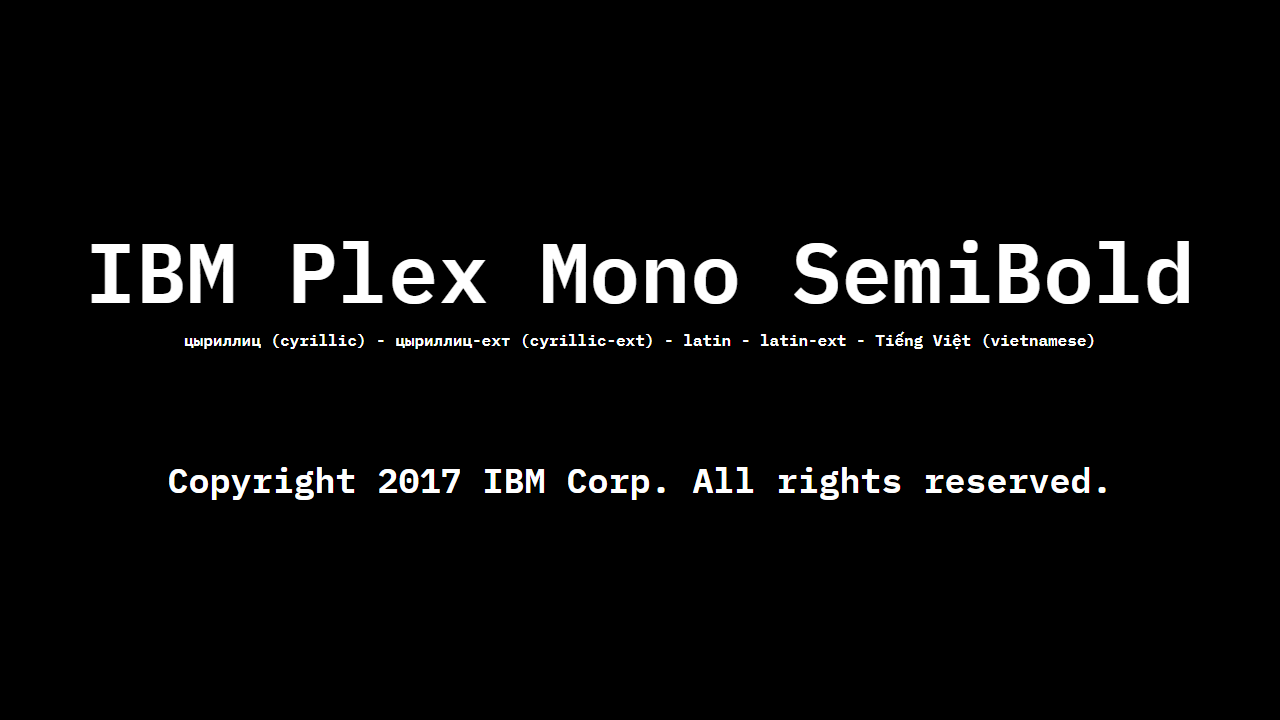 IBM Plex Mono SemiBold
цыриллиц (cyrillic) - цыриллиц-ехт (cyrillic-ext) - latin - latin-ext - Tiếng Việt (vietnamese)
Copyright 2017 IBM Corp. All rights reserved.